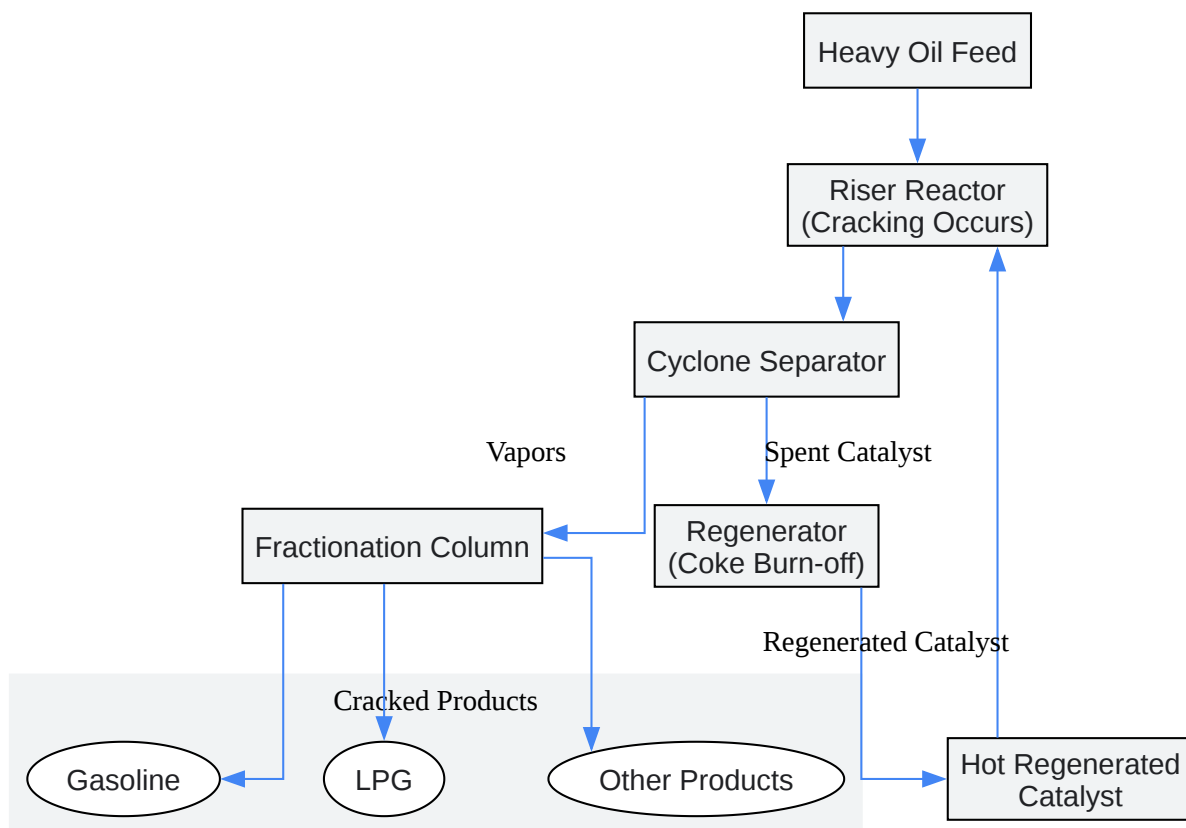 Heavy Oil Feed
Riser Reactor
(Cracking Occurs)
Cyclone Separator
Vapors
Spent Catalyst
Fractionation Column
Regenerator
(Coke Burn-off)
Regenerated Catalyst
Cracked Products
Gasoline
LPG
Other Products
Hot Regenerated
Catalyst